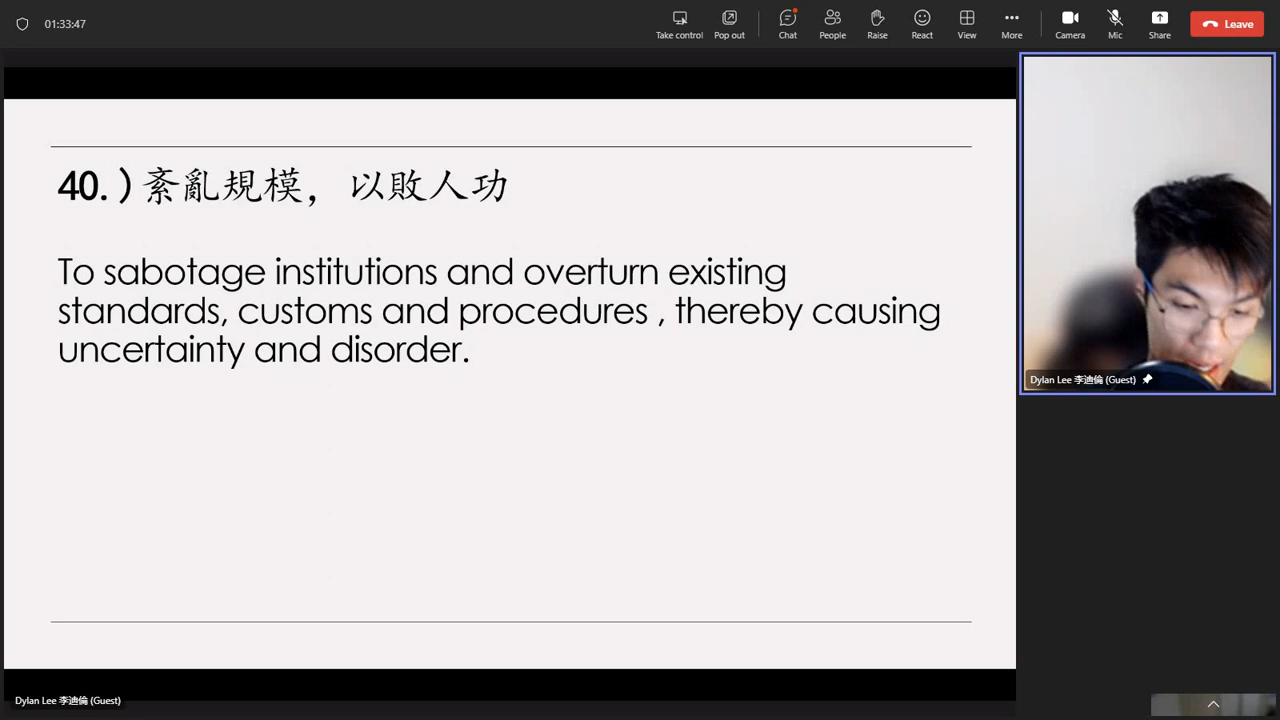 01:33:47
Take control
Pop out
Chat
People
Raise
React
View
More
Camera
Mic
Share
Leave
40. ) 紊亂規模，以敗人功
To sabotage institutions and overturn existing
standards, customs and procedures , thereby causing
uncertainty and disorder.
Dylan Lee 李迪倫 (Guest)
Dylan Lee 李迪倫 (Guest)